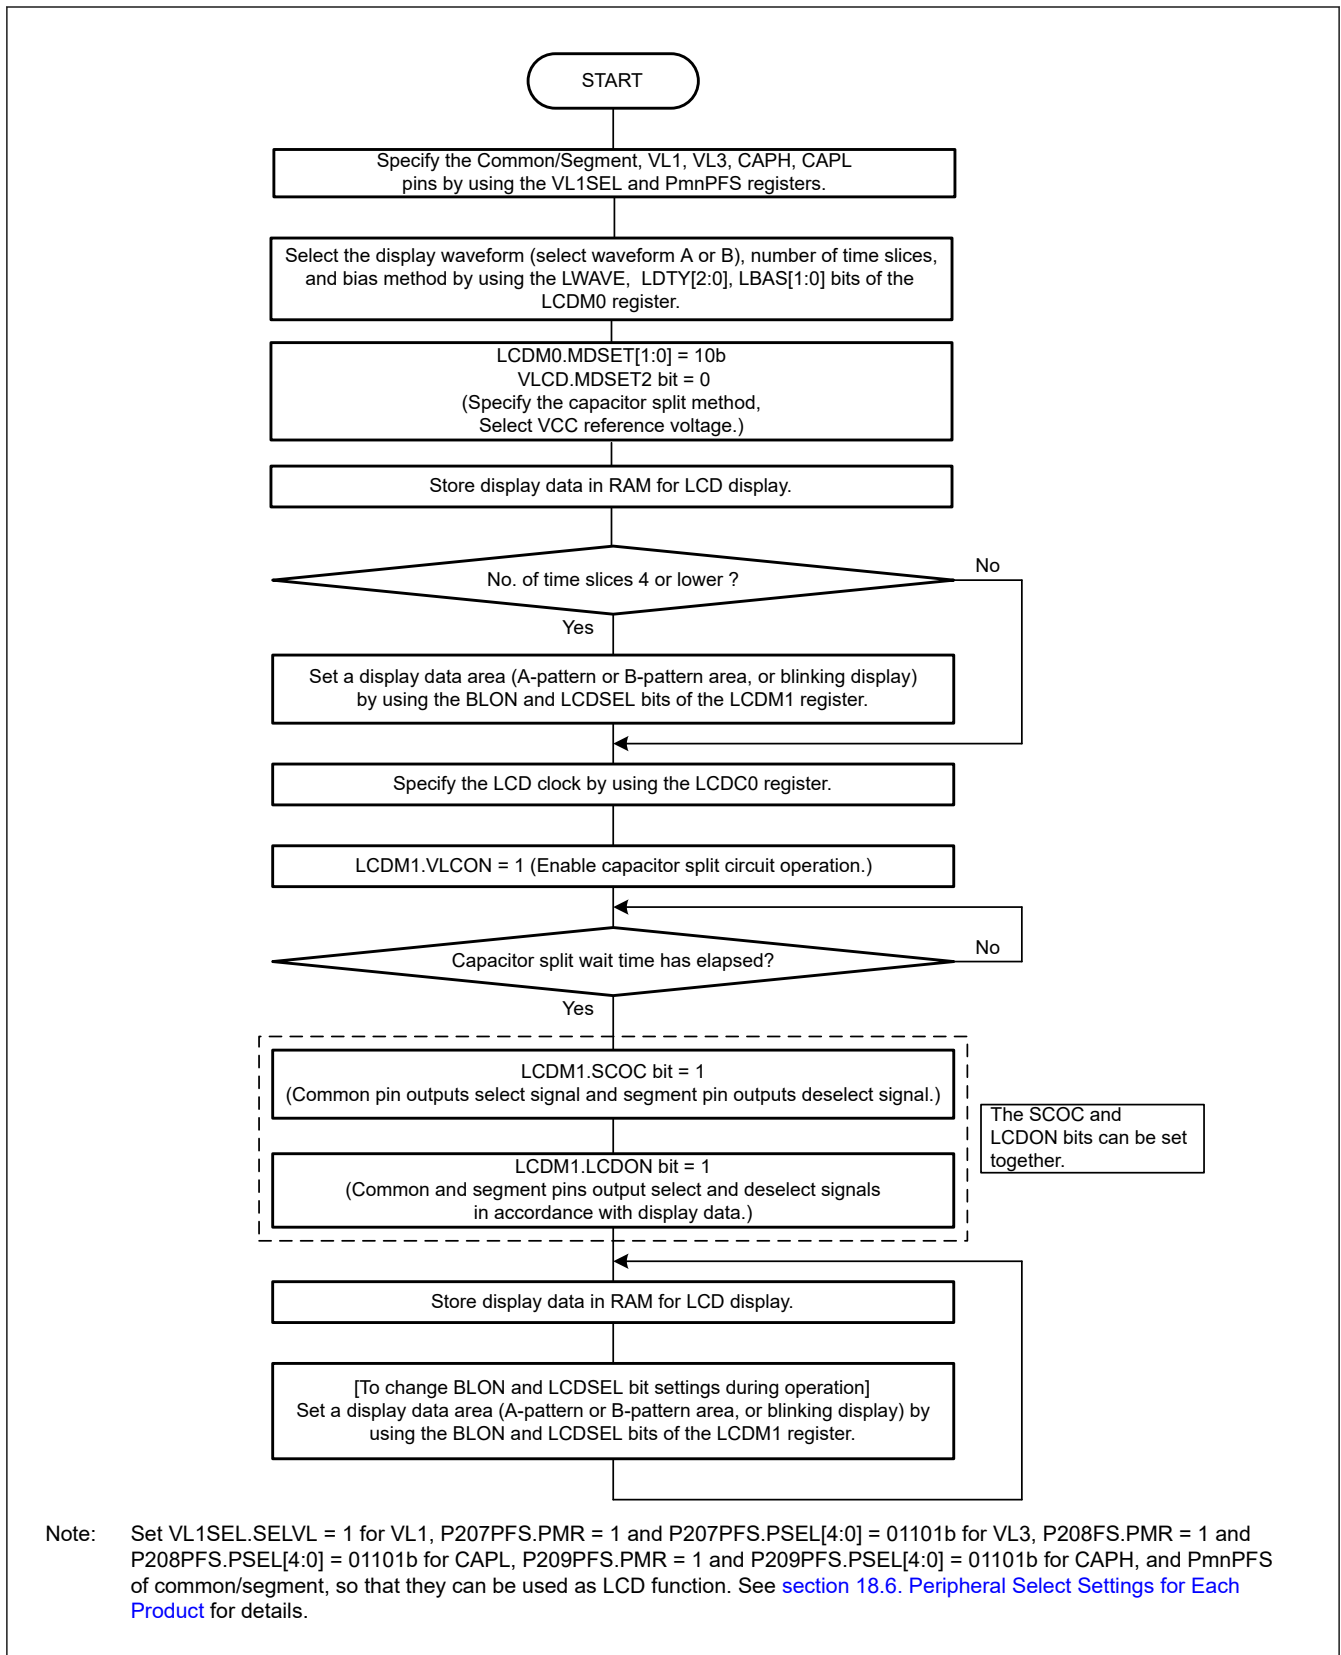 START
Specify the Common/Segment, VL1, VL3, CAPH, CAPL
pins by using the VL1SEL and PmnPFS registers.
Select the display waveform (select waveform A or B), number of time slices,
and bias method by using the LWAVE, LDTY[2:0], LBAS[1:0] bits of the
LCDM0 register.
LCDM0.MDSET[1:0] = 10b
VLCD.MDSET2 bit = 0
(Specify the capacitor split method,
Select VCC reference voltage.)
Store display data in RAM for LCD display.
No. of time slices 4 or lower ?
No
Yes
Set a display data area (A-pattern or B-pattern area, or blinking display)
by using the BLON and LCDSEL bits of the LCDM1 register.
Specify the LCD clock by using the LCDC0 register.
LCDM1.VLCON = 1 (Enable capacitor split circuit operation.)
Capacitor split wait time has elapsed?
No
Yes
LCDM1.SCOC bit = 1
(Common pin outputs select signal and segment pin outputs deselect signal.)
The SCOC and
LCDON bits can be set
together.
LCDM1.LCDON bit = 1
(Common and segment pins output select and deselect signals
in accordance with display data.)
Store display data in RAM for LCD display.
[To change BLON and LCDSEL bit settings during operation]
Set a display data area (A-pattern or B-pattern area, or blinking display) by
using the BLON and LCDSEL bits of the LCDM1 register.
Note: Set VL1SEL.SELVL = 1 for VL1, P207PFS.PMR = 1 and P207PFS.PSEL[4:0] = 01101b for VL3, P208FS.PMR = 1 and
P208PFS.PSEL[4:0] = 01101b for CAPL, P209PFS.PMR = 1 and P209PFS.PSEL[4:0] = 01101b for CAPH, and PmnPFS
of common/segment, so that they can be used as LCD function. See section 18.6. Peripheral Select Settings for Each
Product for details.